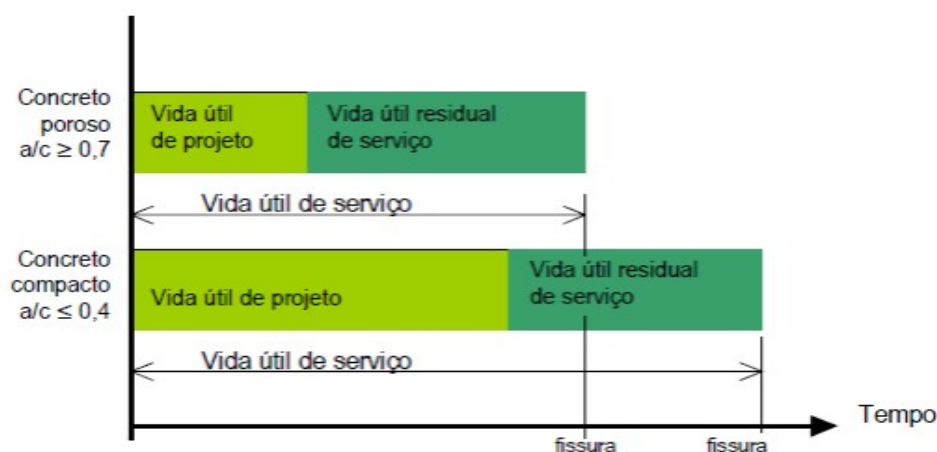 Concreto
poroso
a/c ≥ 0,7
Vida útil
de projeto
Vida útil residual
de serviço
Vida útil de serviço
Concreto
compacto
a/c ≤ 0,4
Vida útil de projeto
Vida útil residual
de serviço
Vida útil de serviço
Tempo
fissura
fissura